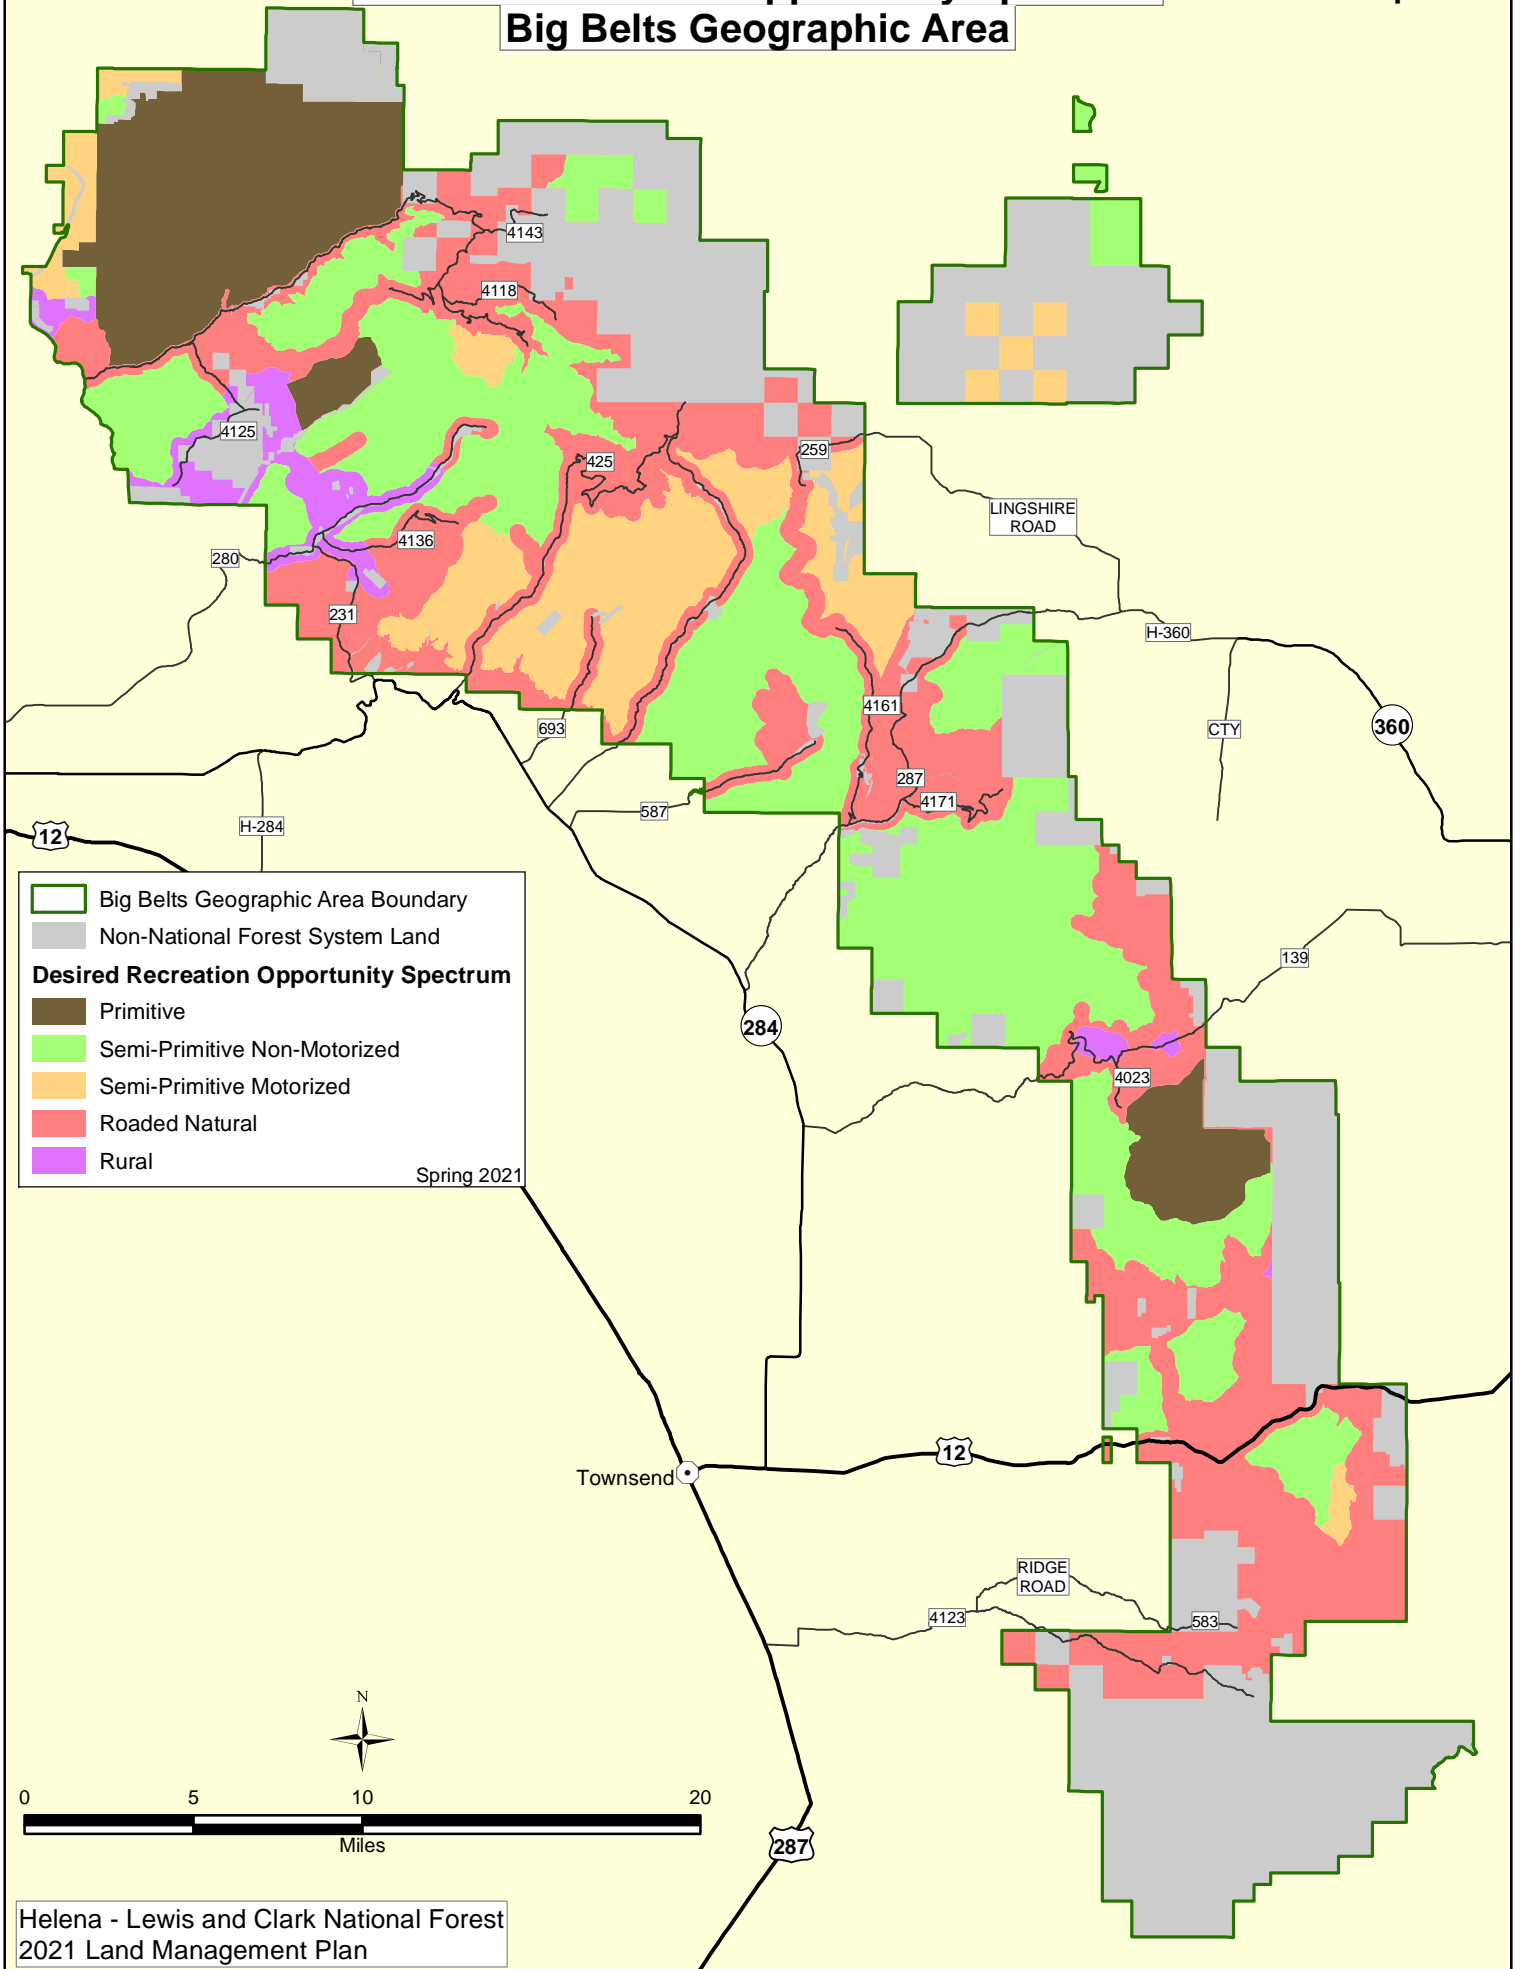 Big Belts Geographic Area
4143
4118
4125
425
259
LINGSHIRE
ROAD
4136
280
231
H-360
4161
693
CTY
360
287
4171
587
12
H-284
Big Belts Geographic Area Boundary
Non-National Forest System Land
Desired Recreation Opportunity Spectrum
Primitive
Semi-Primitive Non-Motorized
Semi-Primitive Motorized
Roaded Natural
Rural
Spring 2021
139
284
4023
12
Townsend
RIDGE
ROAD
4123
583
N
0 5 10 20
Miles
287
Helena - Lewis and Clark National Forest
2021 Land Management Plan